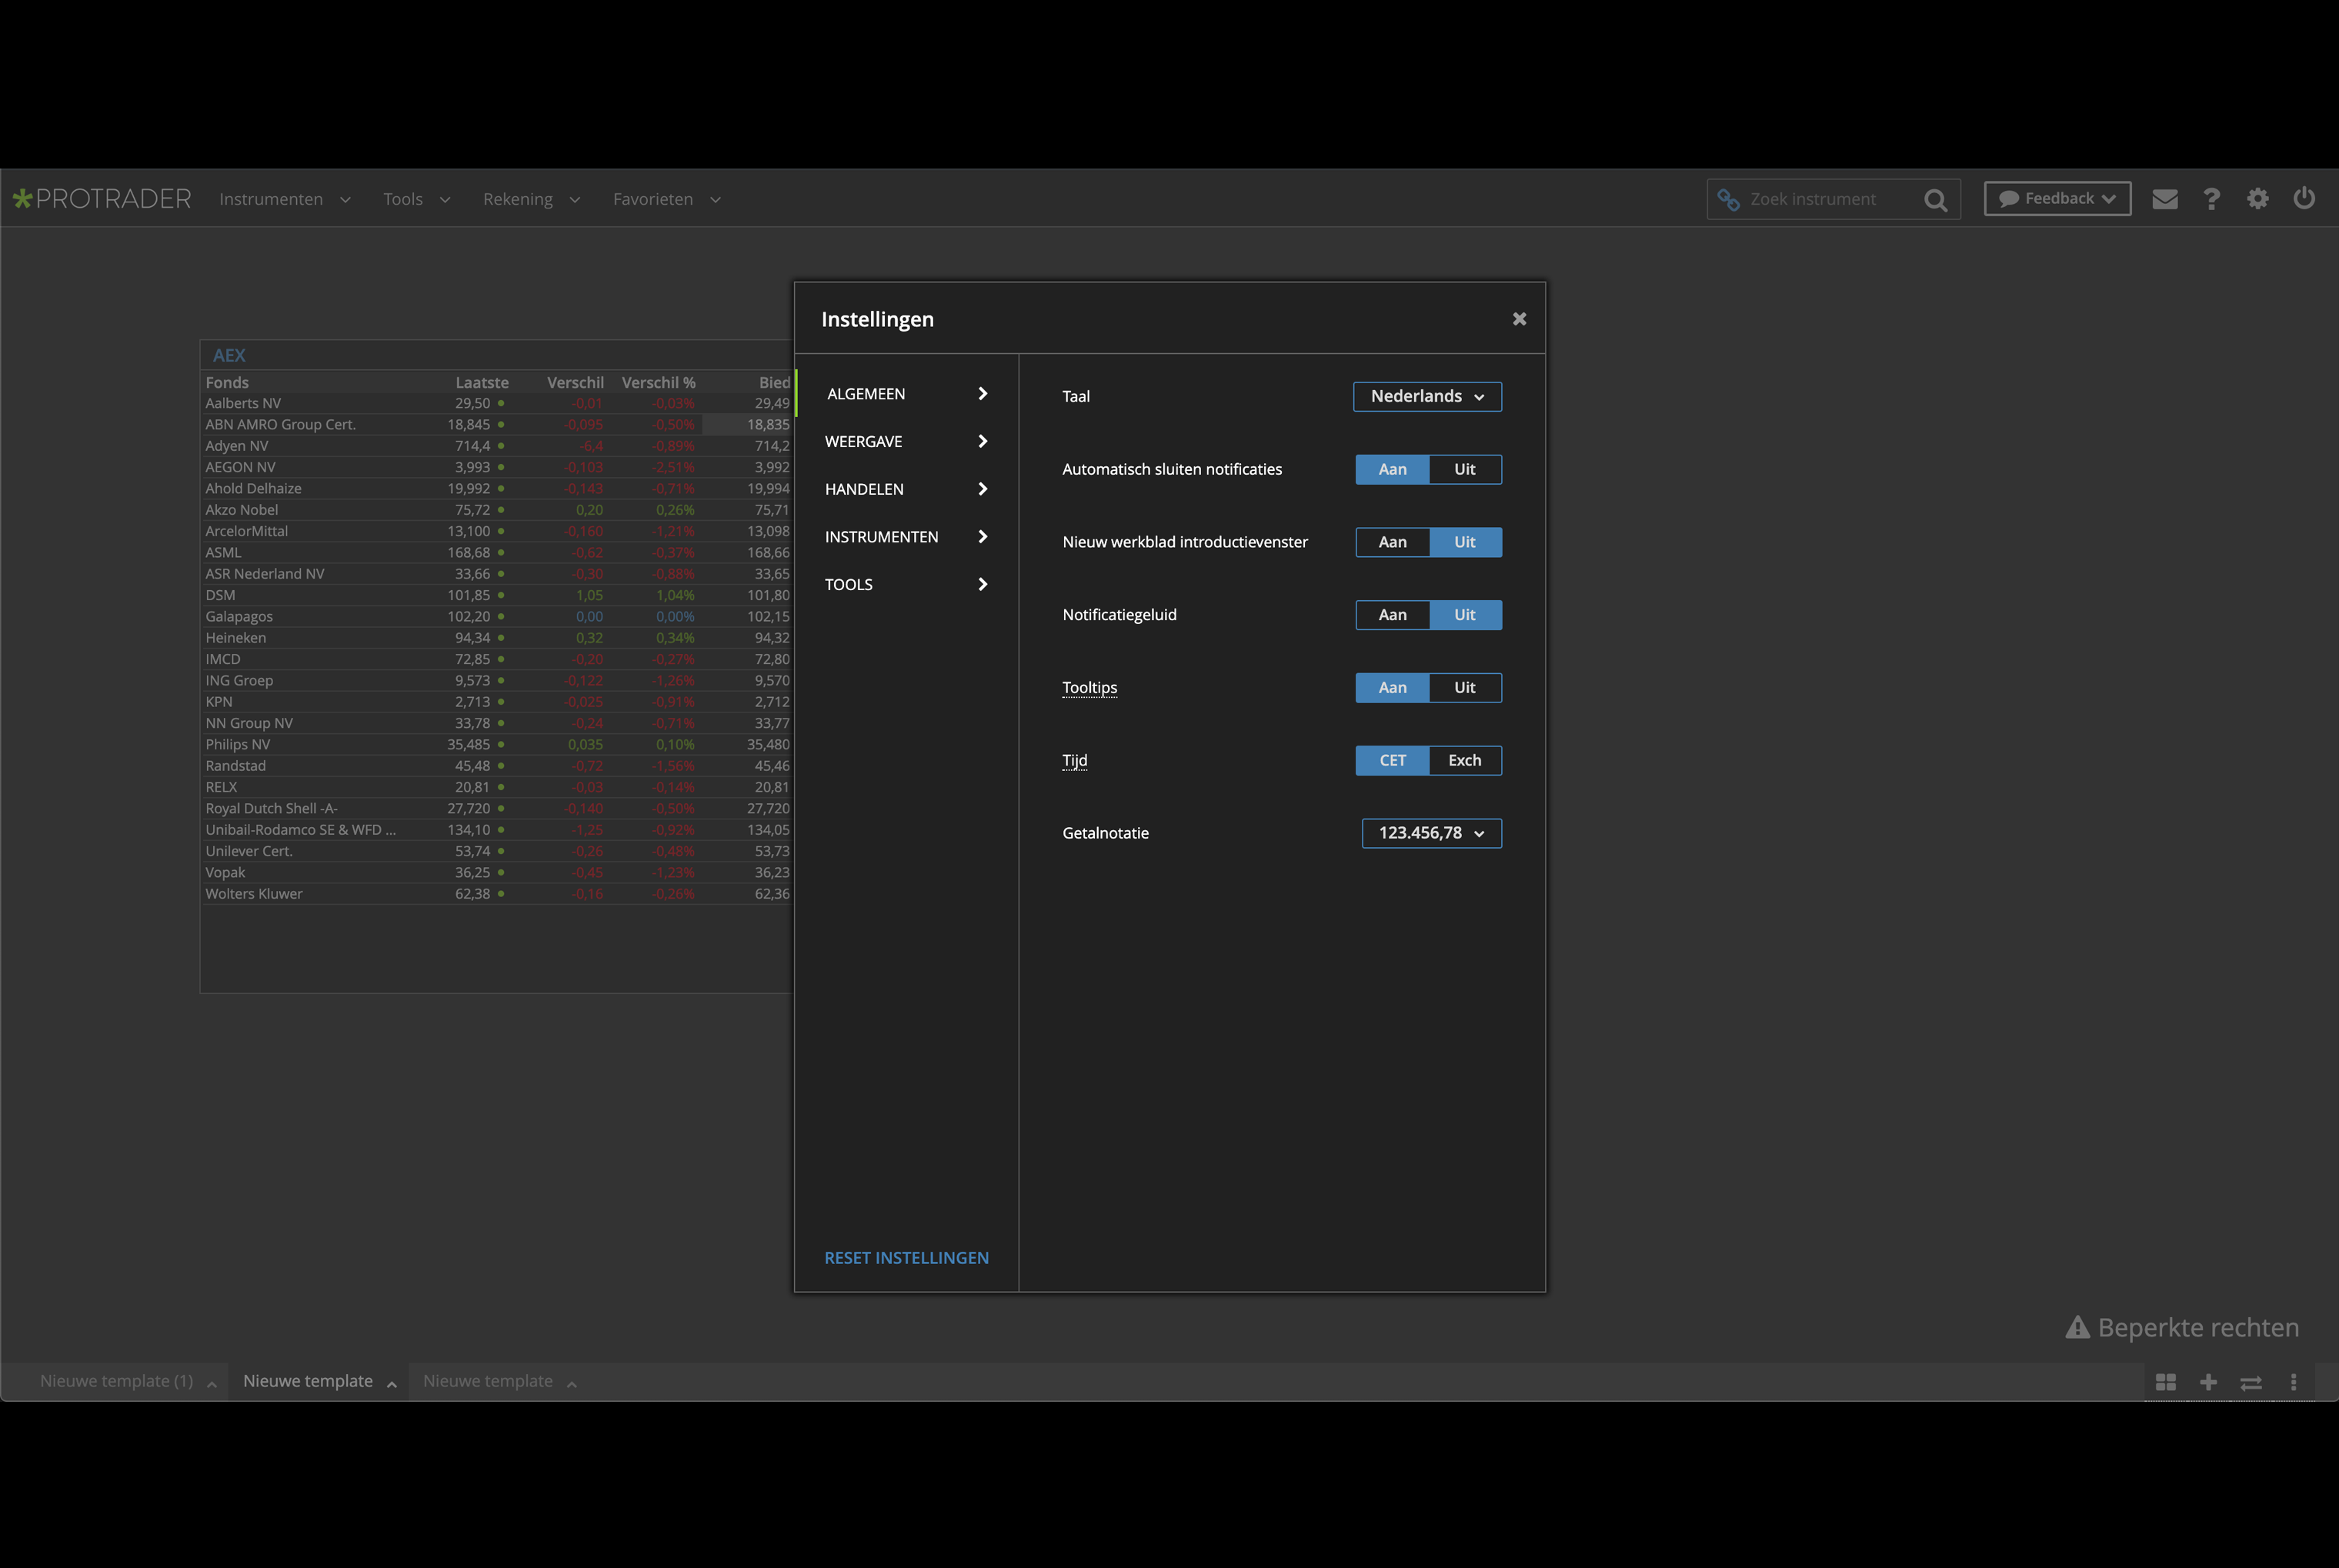 PROTRADER Instrumenten Tools Rekening Favorieten Zoek instrument Feedback
Instellingen
ALGEMEEN
WEERGAVE
HANDELEN
INSTRUMENTEN
TOOLS
RESET INSTELLINGEN
Taal Nederlands
Automatisch sluiten notificaties Aan Uit
Nieuw werkblad introductievenster Aan Uit
Notificatiegeluid Aan Uit
Tooltips Aan Uit
Tijd CET Exch
Getalnotatie 123.456,78
AEX
Fonds Laatste Verschil Verschil % Bied
Aalberts NV 29,50 -0,01 -0,03% 29,49
ABN AMRO Group Cert. 18,845 -0,095 -0,50% 18,835
Adyen NV 714,4 -6,4 -0,89% 714,2
AEGON NV 3,993 -0,103 -2,51% 3,992
Ahold Delhaize 19,992 -0,143 -0,71% 19,994
Akzo Nobel 75,72 0,20 0,26% 75,71
ArcelorMittal 13,100 -0,160 -1,21% 13,098
ASML 168,68 -0,62 -0,37% 168,66
ASR Nederland NV 33,66 -0,30 -0,88% 33,65
DSM 101,85 1,05 1,04% 101,80
Galapagos 102,20 0,00 0,00% 102,15
Heineken 94,34 0,32 0,34% 94,32
IMCD 72,85 -0,20 -0,27% 72,80
ING Groep 9,573 -0,122 -1,26% 9,570
KPN 2,713 -0,025 -0,91% 2,712
NN Group NV 33,78 -0,24 -0,71% 33,77
Philips NV 35,485 0,035 0,10% 35,480
Randstad 45,48 -0,72 -1,56% 45,46
RELX 20,81 -0,03 -0,14% 20,81
Royal Dutch Shell -A- 27,720 -0,140 -0,50% 27,720
Unibail-Rodamco SE & WFD ... 134,10 -1,25 -0,92% 134,05
Unilever Cert. 53,74 -0,26 -0,48% 53,73
Vopak 36,25 -0,45 -1,23% 36,23
Wolters Kluwer 62,38 -0,16 -0,26% 62,36
Beperkte rechten
Nieuwe template (1) Nieuwe template Nieuwe template